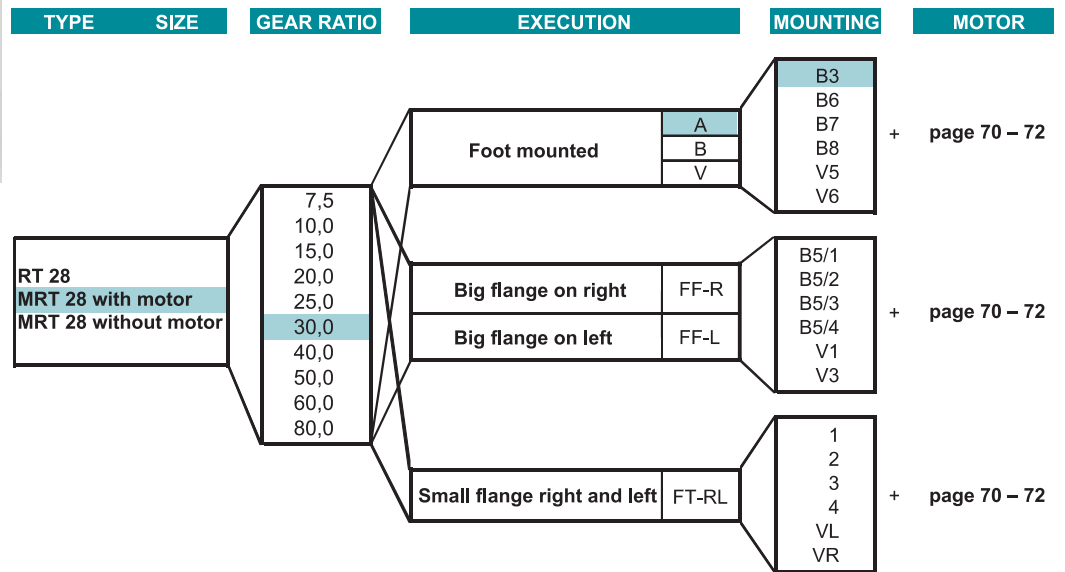 TYPE SIZE GEAR RATIO EXECUTION MOUNTING MOTOR
RT 28
MRT 28 with motor
MRT 28 without motor
7,5
10,0
15,0
20,0
25,0
30,0
40,0
50,0
60,0
80,0
Foot mounted
A
B
V
B3
B6
B7
B8
V5
V6
+ page 70 – 72
Big flange on right FF-R
Big flange on left FF-L
B5/1
B5/2
B5/3
B5/4
V1
V3
+ page 70 – 72
Small flange right and left FT-RL
1
2
3
4
VL
VR
+ page 70 – 72